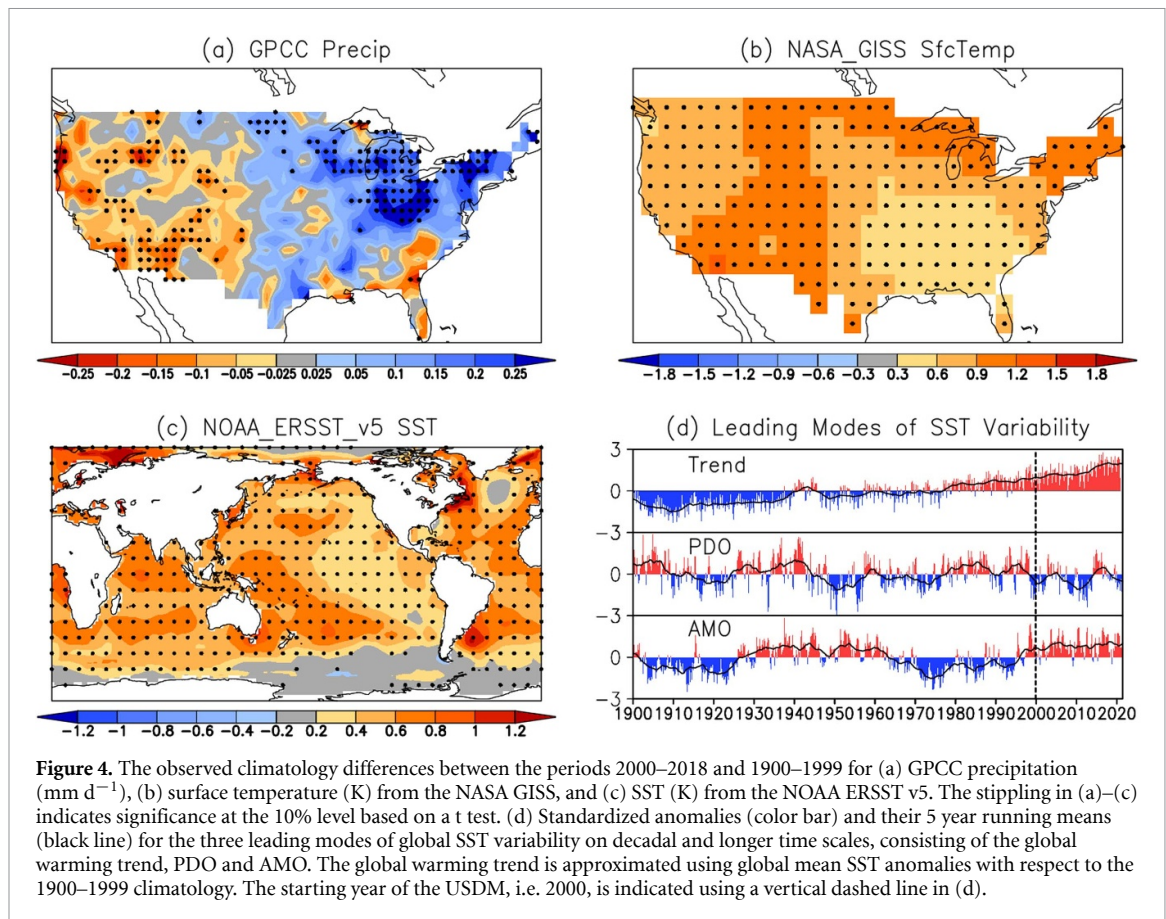 (a) GPCC Precip
(b) NASA_GISS SfcTemp
−0.25 −0.2 −0.1 −0.05 −0.025 0.025 0.05 0.1 0.15 0.2 0.25
−1.8 −1.5 −1.2 −0.9 −0.6 −0.3 0.3 0.6 0.9 1.2 1.5 1.8
(c) NOAA_ERSST_v5 SST
(d) Leading Modes of SST Variability
3
Trend
0
−3
PDO
0
−3
AMO
0
−3
1900 1910 1920 1930 1940 1950 1960 1970 1980 1990 2000 2010 2020
−1.2 −1 −0.8 −0.6 −0.4 −0.2 0.2 0.4 0.6 0.8 1 1.2
Figure 4. The observed climatology differences between the periods 2000–2018 and 1900–1999 for (a) GPCC precipitation
(mm d−1), (b) surface temperature (K) from the NASA GISS, and (c) SST (K) from the NOAA ERSST v5. The stippling in (a)–(c)
indicates significance at the 10% level based on a t test. (d) Standardized anomalies (color bar) and their 5 year running means
(black line) for the three leading modes of global SST variability on decadal and longer time scales, consisting of the global
warming trend, PDO and AMO. The global warming trend is approximated using global mean SST anomalies with respect to the
1900–1999 climatology. The starting year of the USDM, i.e. 2000, is indicated using a vertical dashed line in (d).